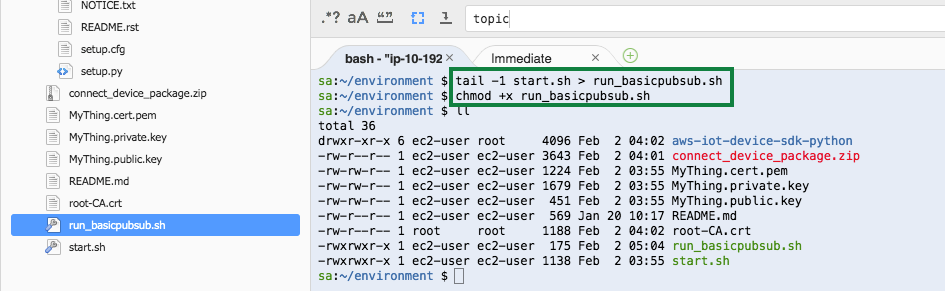 NOTICE.txt
README.rst
setup.cfg
setup.py
connect_device_package.zip
MyThing.cert.pem
MyThing.private.key
MyThing.public.key
README.md
root-CA.crt
run_basicpubsub.sh
start.sh
.*? aA “”
topic
bash - "ip-10-192 × Immediate ×
sa:~/environment $ tail -1 start.sh > run_basicpubsub.sh
sa:~/environment $ chmod +x run_basicpubsub.sh
sa:~/environment $ ll
total 36
drwxr-xr-x 6 ec2-user root 4096 Feb 2 04:02 aws-iot-device-sdk-python
-rw-r--r-- 1 ec2-user ec2-user 3643 Feb 2 04:01 connect_device_package.zip
-rw-rw-r-- 1 ec2-user ec2-user 1224 Feb 2 03:55 MyThing.cert.pem
-rw-rw-r-- 1 ec2-user ec2-user 1679 Feb 2 03:55 MyThing.private.key
-rw-rw-r-- 1 ec2-user ec2-user 451 Feb 2 03:55 MyThing.public.key
-rw-r--r-- 1 ec2-user ec2-user 569 Jan 20 10:17 README.md
-rw-r--r-- 1 root root 1188 Feb 2 04:02 root-CA.crt
-rwxrwxr-x 1 ec2-user ec2-user 175 Feb 2 05:04 run_basicpubsub.sh
-rwxrwxr-x 1 ec2-user ec2-user 1138 Feb 2 03:55 start.sh
sa:~/environment $